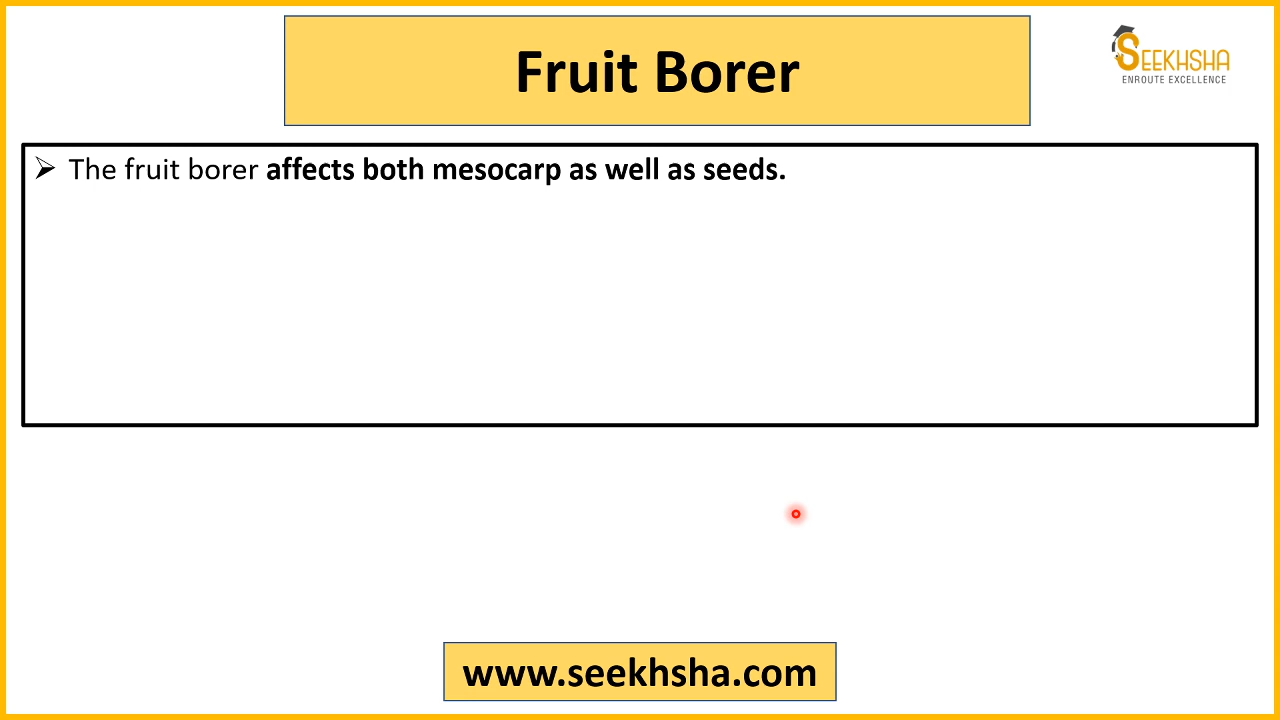 Fruit Borer
SEEKHSHA
ENROUTE EXCELLENCE
➢ The fruit borer affects both mesocarp as well as seeds.
www.seekhsha.com